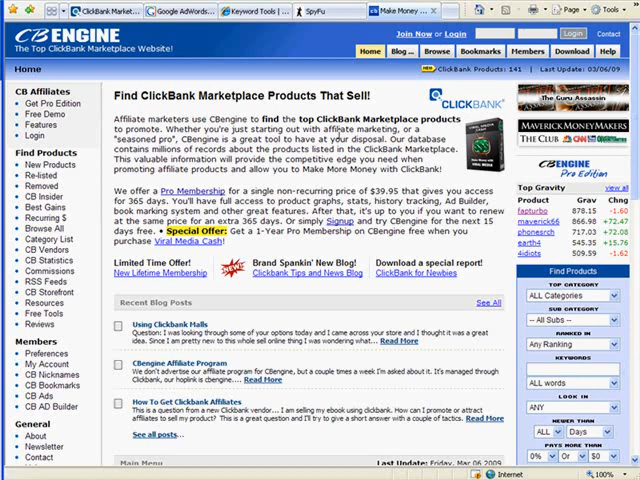 ClickBank Market...
Google AdWords...
Keyword Tools | ...
SpyFu
Make Money ...
Page
Tools
CBENGINE
The Top ClickBank Marketplace Website!
Join Now or Login
Login
Contact
Home
Blog ...
Browse
Bookmarks
Members
Download
Help
Home
NEW ClickBank Products: 141 | Last Update: 03/06/09
CB Affiliates
Get Pro Edition
Free Demo
Features
Login
Find Products
New Products
Re-listed
Removed
CB Insider
Best Gains
Recurring $
Browse All
Category List
CB Vendors
CB Statistics
Commissions
RSS Feeds
CB Storefront
Resources
Free Tools
Reviews
Members
Preferences
My Account
CB Nicknames
CB Bookmarks
CB Ads
CB AD Builder
General
About
Newsletter
Contact
Find ClickBank Marketplace Products That Sell!
CLICKBANK
Affiliate marketers use CBengine to find the top ClickBank Marketplace products
to promote. Whether you're just starting out with affiliate marketing, or a
"seasoned pro", CBengine is a great tool to have at your disposal. Our database
contains millions of records about the products listed in the ClickBank Marketplace.
This valuable information will provide the competitive edge you need when
promoting affiliate products and allow you to Make More Money with ClickBank!
We offer a Pro Membership for a single non-recurring price of $39.95 that gives you access
for 365 days. You'll have full access to product graphs, stats, history tracking, Ad Builder,
book marking system and other great features. After that, it's up to you if you want to renew
at the same price for an extra 365 days. Or simply Signup and try CBengine for the next 15
days free. • Special Offer: Get a 1-Year Pro Membership on CBengine free when you
purchase Viral Media Cash!
Limited Time Offer!
New Lifetime Membership
NEW!
Brand Spankin' New Blog!
Clickbank Tips and News Blog
Download a special report!
ClickBank for Newbies
Recent Blog Posts
See All
Using Clickbank Malls
Question: I was looking through some of your options today and I came across your store and I thought it was a great
idea. Since I am pretty new to this whole sell online thing I was wondering what... Read More
CBengine Affiliate Program
We don't advertise our affiliate program for CBengine, but a couple times a week I'm asked about it. It's managed through
Clickbank, our hoplink is cbengine.... Read More
How To Get Clickbank Affiliates
This is a question from a new Clickbank vendor... I am selling my ebook using clickbank. How can I promote or attract
affiliates to sell my product? This is a great question and I'll try to give a short answer with a couple of tactics. Read More
See all posts...
Main Menu
Last Update: Friday, Mar 06 2009
The Guru Assassin
MAVERICKMONEYMAKERS
THE CLUB
CNN
CBENGINE
Pro Edition
Top Gravity
view all
Product Grav Chg
fapturbo 878.15 -1.60
maverick66 866.98 +72.47
phonesrch 717.03 +72.08
earth4 545.35 +15.76
4idiots 509.59 -1.62
Find Products
TOP CATEGORY
ALL Categories
SUB CATEGORY
-- All Subs --
RANKED IN
Any Ranking
KEYWORDS
ALL words
LOOK IN
ANY
NEWER THAN
ALL
Days
PAYS MORE THAN
0%
Or
$0
Internet
100%